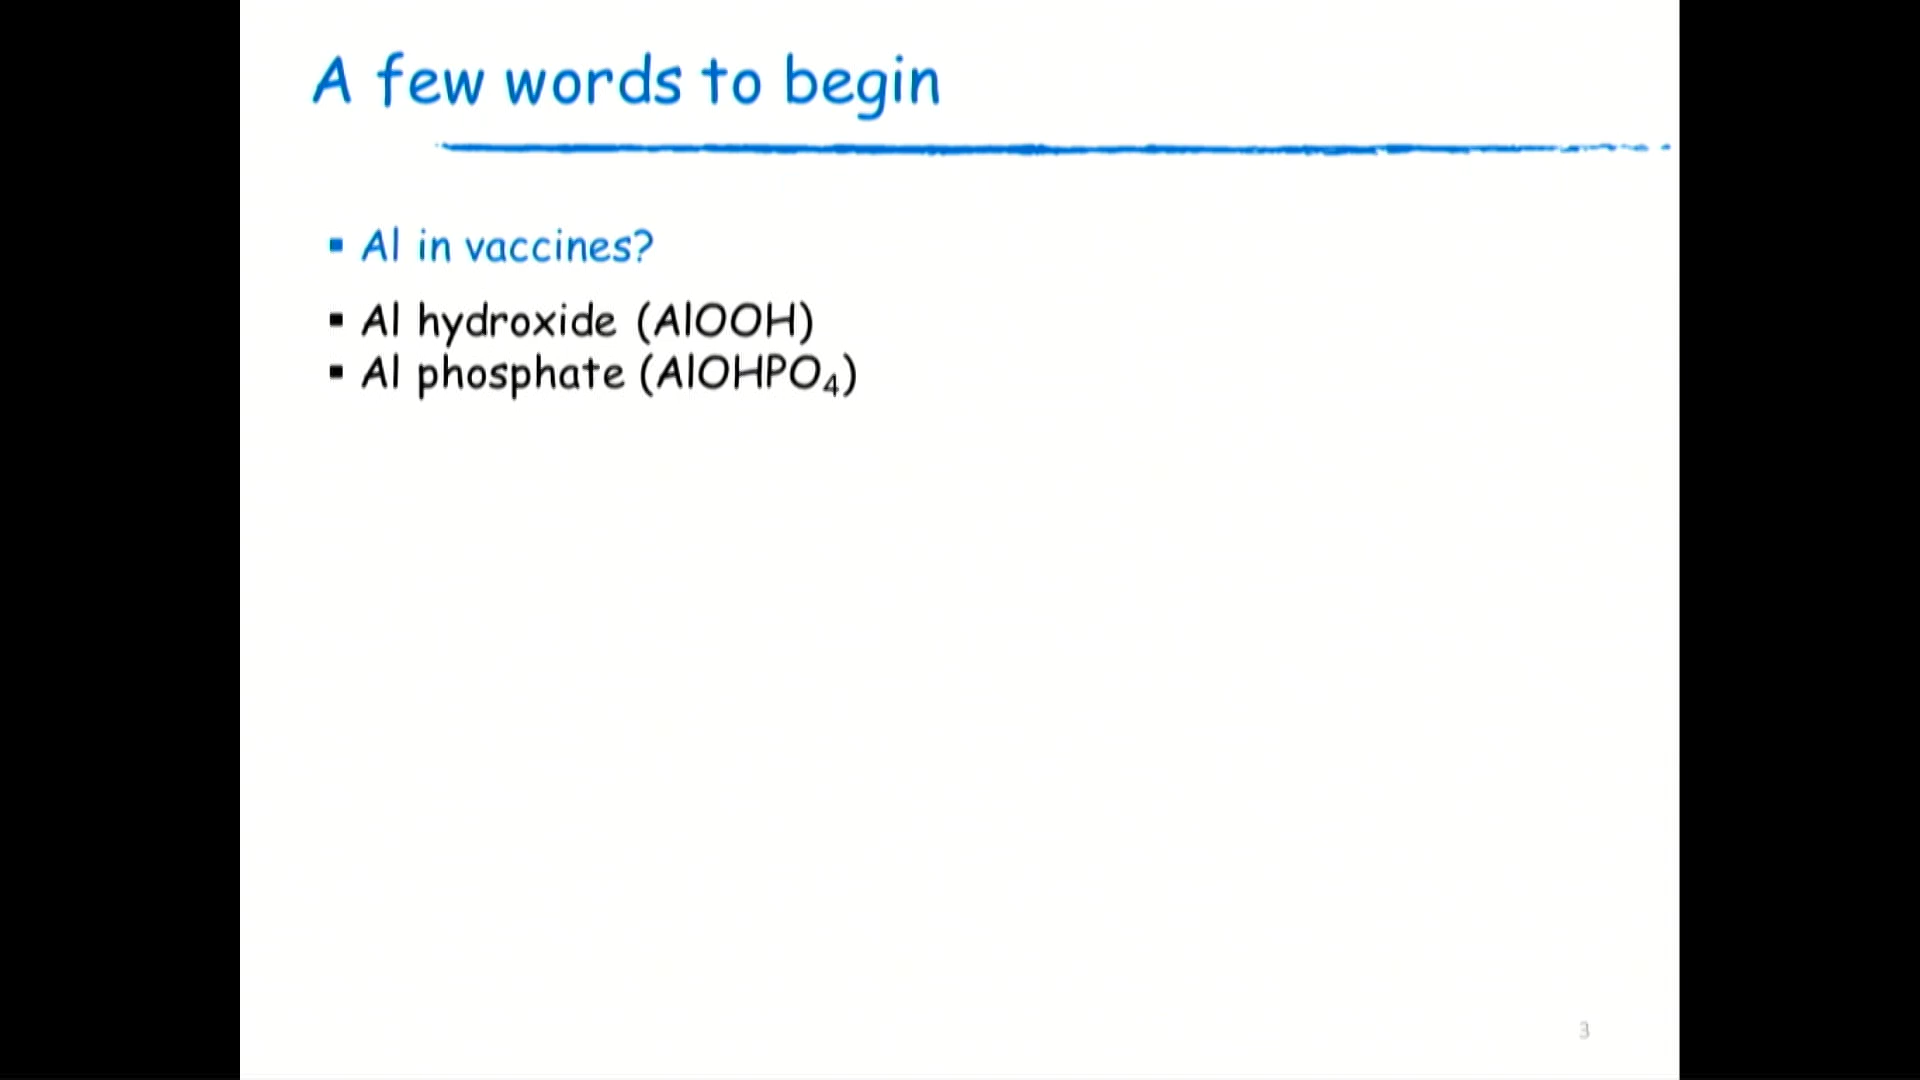 A few words to begin
▪ Al in vaccines?
▪ Al hydroxide (AlOOH)
▪ Al phosphate (AlOHPO₄)
3